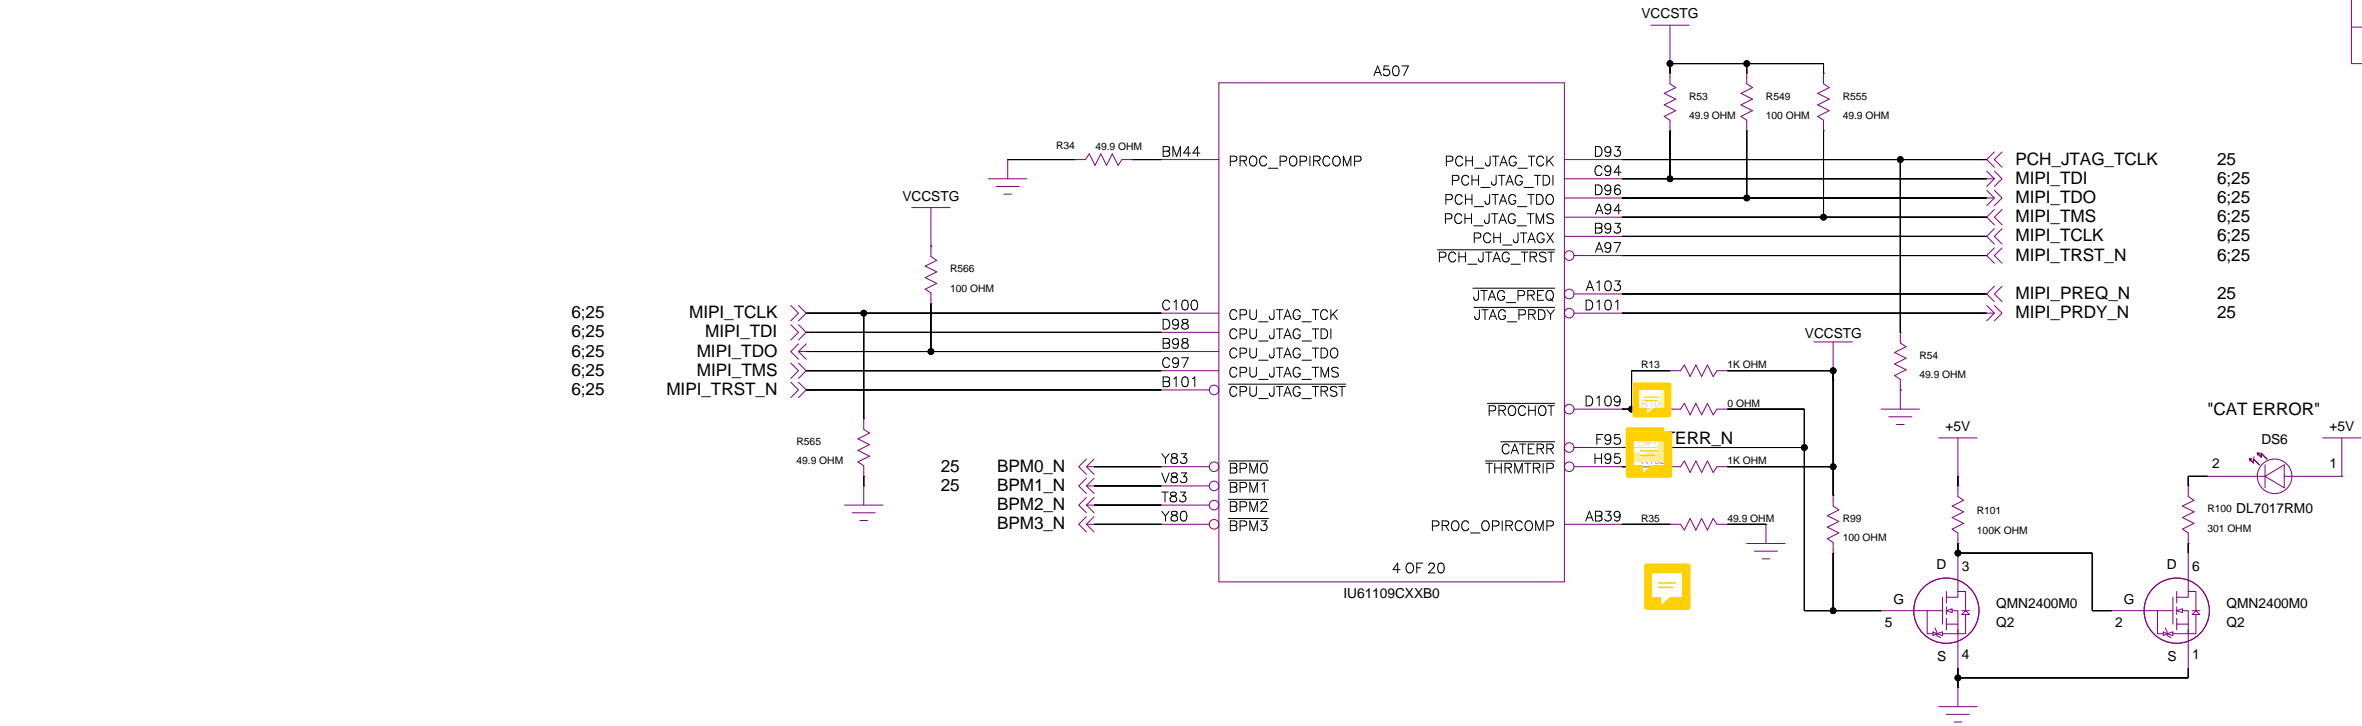 VCCSTG
A507
R53
49.9 OHM
R549
100 OHM
R555
49.9 OHM
R34
49.9 OHM
BM44
PROC_POPIRCOMP
PCH_JTAG_TCK
D93
PCH_JTAG_TCLK
25
PCH_JTAG_TDI
C94
MIPI_TDI
6;25
PCH_JTAG_TDO
D96
MIPI_TDO
6;25
PCH_JTAG_TMS
A94
MIPI_TMS
6;25
PCH_JTAGX
B93
MIPI_TCLK
6;25
PCH_JTAG_TRST
A97
MIPI_TRST_N
6;25
JTAG_PREQ
A103
MIPI_PREQ_N
25
JTAG_PRDY
D101
MIPI_PRDY_N
25
VCCSTG
R566
100 OHM
6;25
MIPI_TCLK
C100
CPU_JTAG_TCK
6;25
MIPI_TDI
D98
CPU_JTAG_TDI
6;25
MIPI_TDO
B98
CPU_JTAG_TDO
6;25
MIPI_TMS
C97
CPU_JTAG_TMS
6;25
MIPI_TRST_N
B101
CPU_JTAG_TRST
R565
49.9 OHM
VCCSTG
R54
49.9 OHM
R13
1K OHM
PROCHOT
D109
0 OHM
CATERR
F95
ERR_N
THRMTRIP
H95
1K OHM
25
BPM0_N
Y83
BPM0
25
BPM1_N
V83
BPM1
BPM2_N
T83
BPM2
BPM3_N
Y80
BPM3
PROC_OPIRCOMP
AB39
R35
49.9 OHM
R99
100 OHM
4 OF 20
IU61109CXXB0
"CAT ERROR"
+5V
DS6
+5V
2
1
R101
100K OHM
R100
DL7017RM0
301 OHM
D
3
G
5
S
4
QMN2400M0
Q2
D
6
G
2
S
1
QMN2400M0
Q2